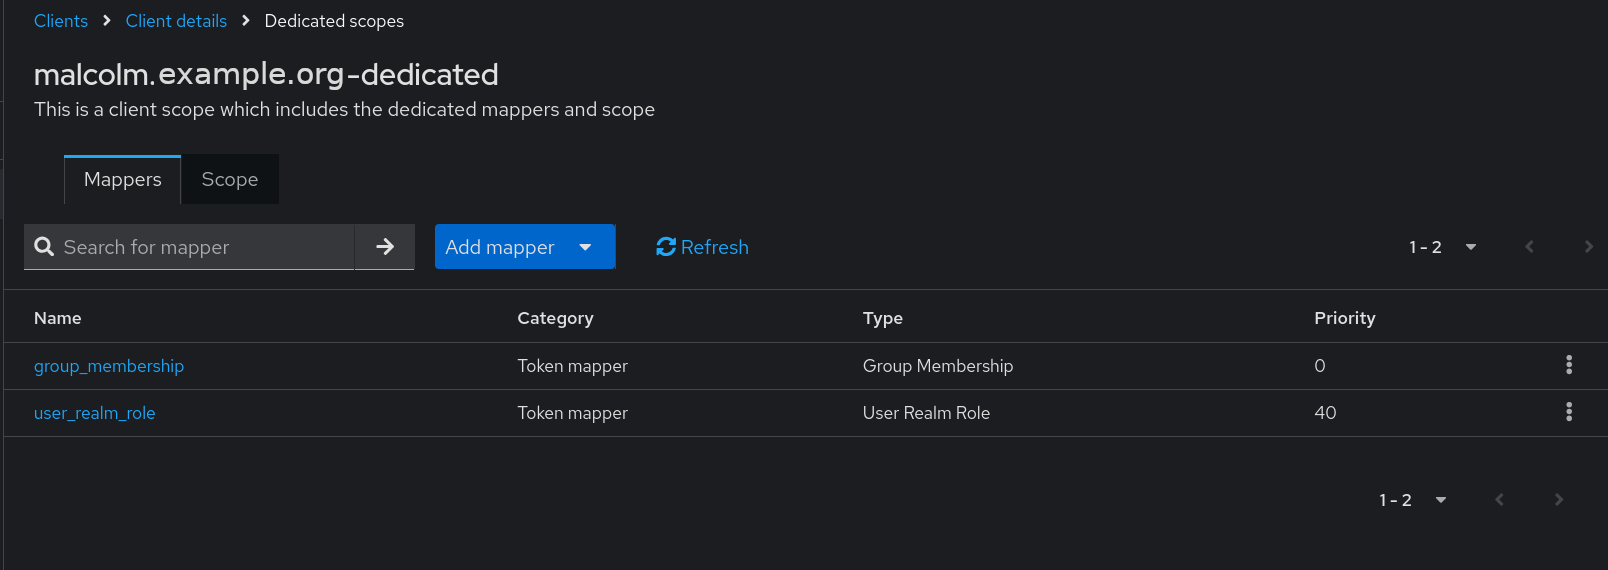 Clients > Client details > Dedicated scopes
malcolm.example.org-dedicated
This is a client scope which includes the dedicated mappers and scope
Mappers Scope
Search for mapper Add mapper Refresh 1 - 2
Name Category Type Priority
group_membership Token mapper Group Membership 0
user_realm_role Token mapper User Realm Role 40
1 - 2